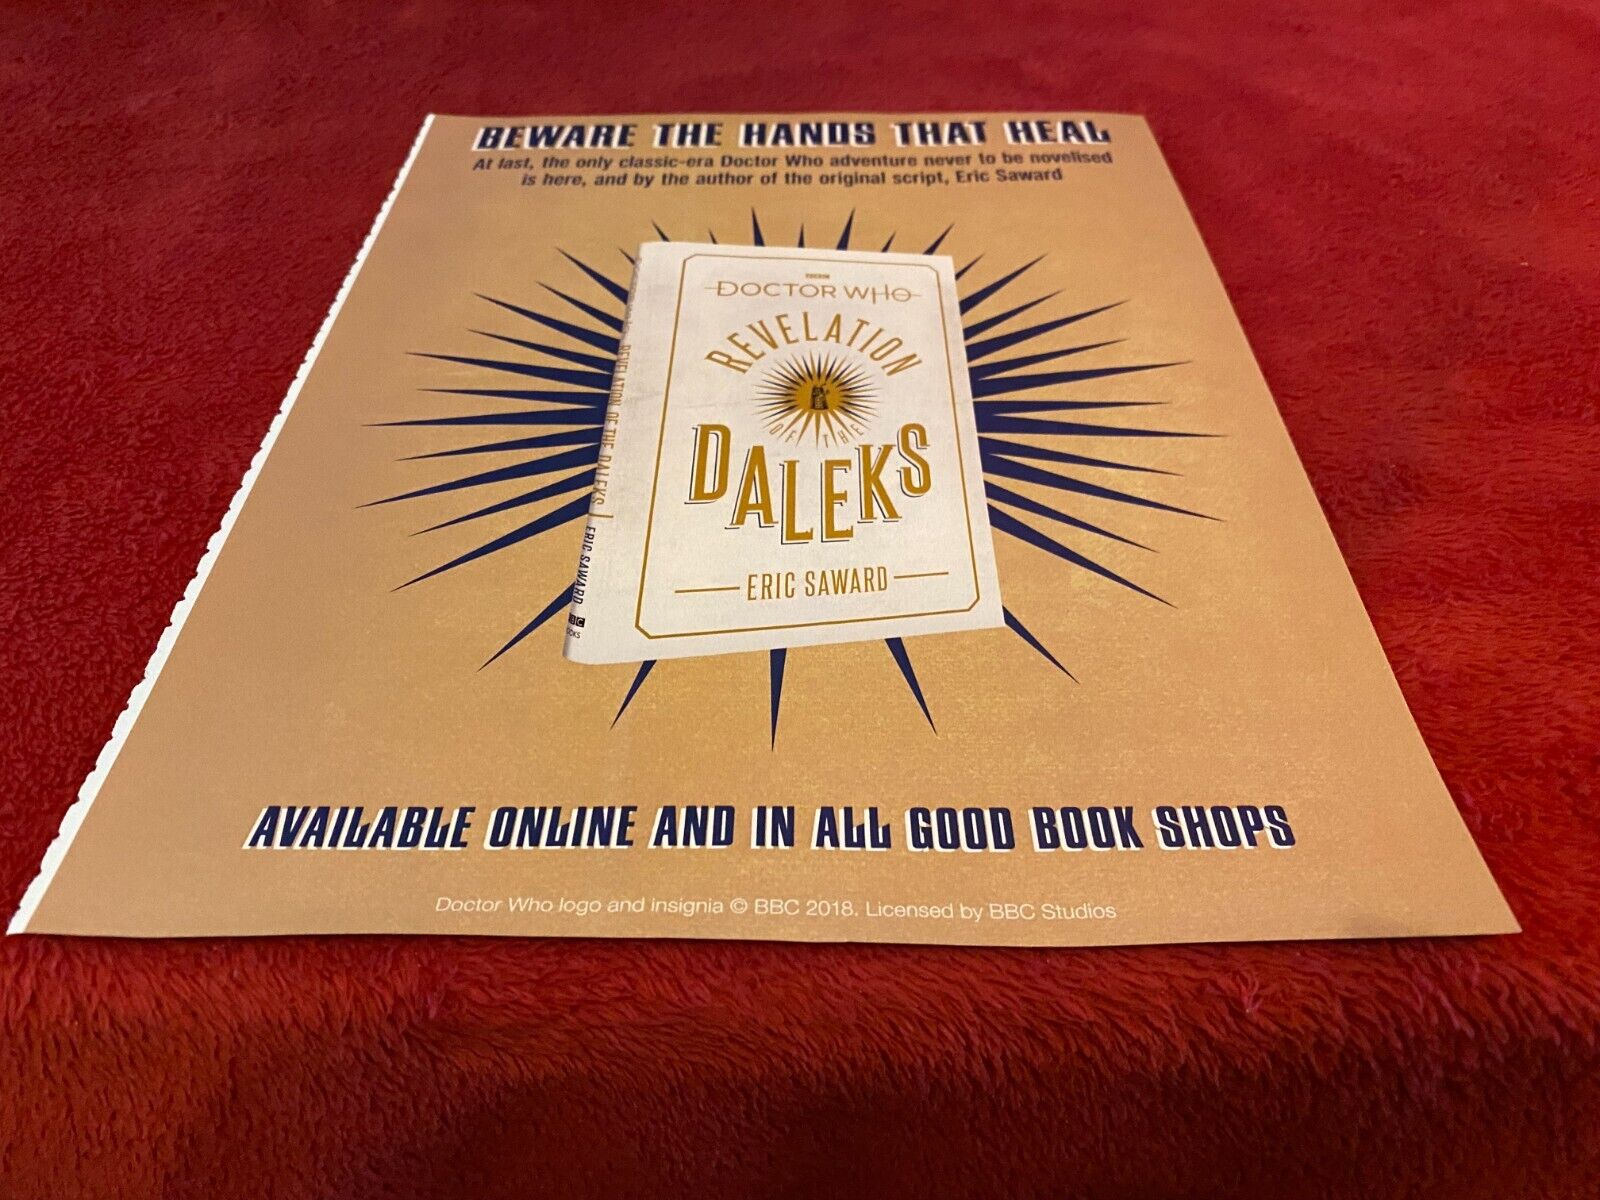 BEWARE THE HANDS THAT HEAL
At last, the only classic-era Doctor Who adventure never to be novelised
is here, and by the author of the original script, Eric Saward
DOCTOR WHO
REVELATION
OF THE
DALEKS
ERIC SAWARD
REVELATION OF THE DALEKS | ERIC SAWARD
AVAILABLE ONLINE AND IN ALL GOOD BOOK SHOPS
Doctor Who logo and insignia © BBC 2018. Licensed by BBC Studios